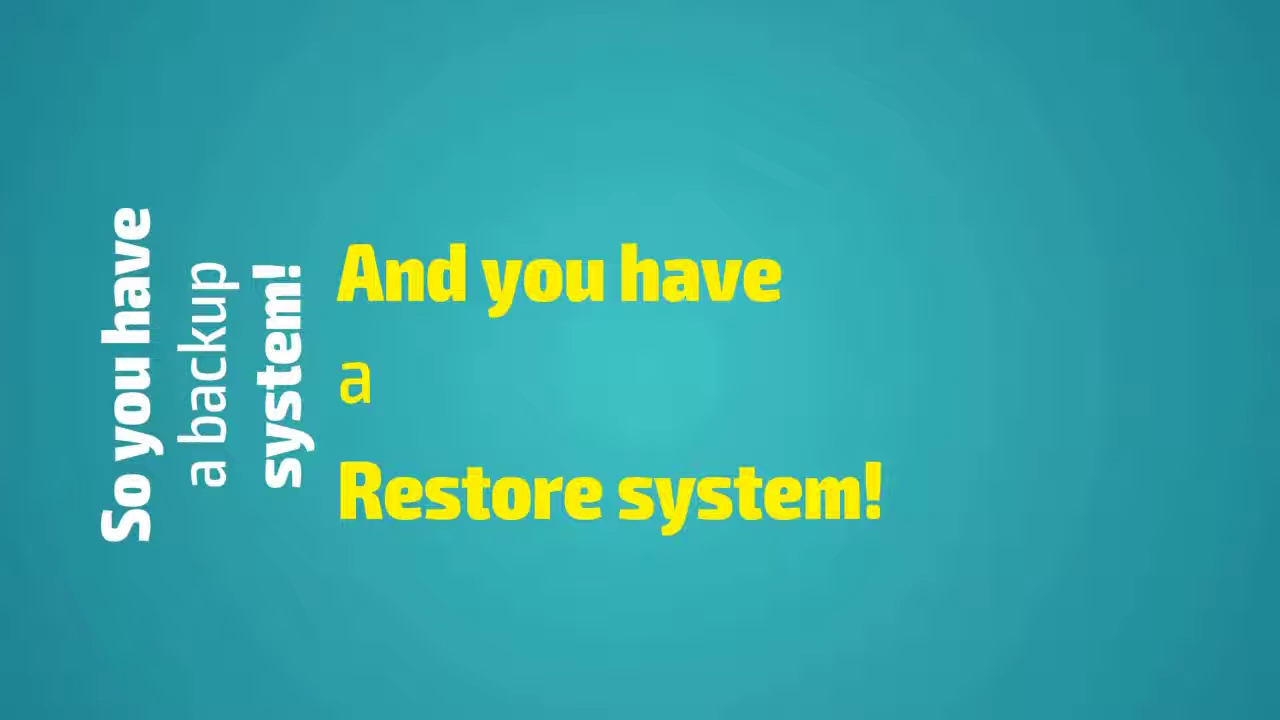 So you have
a backup
system!
And you have
a
Restore system!